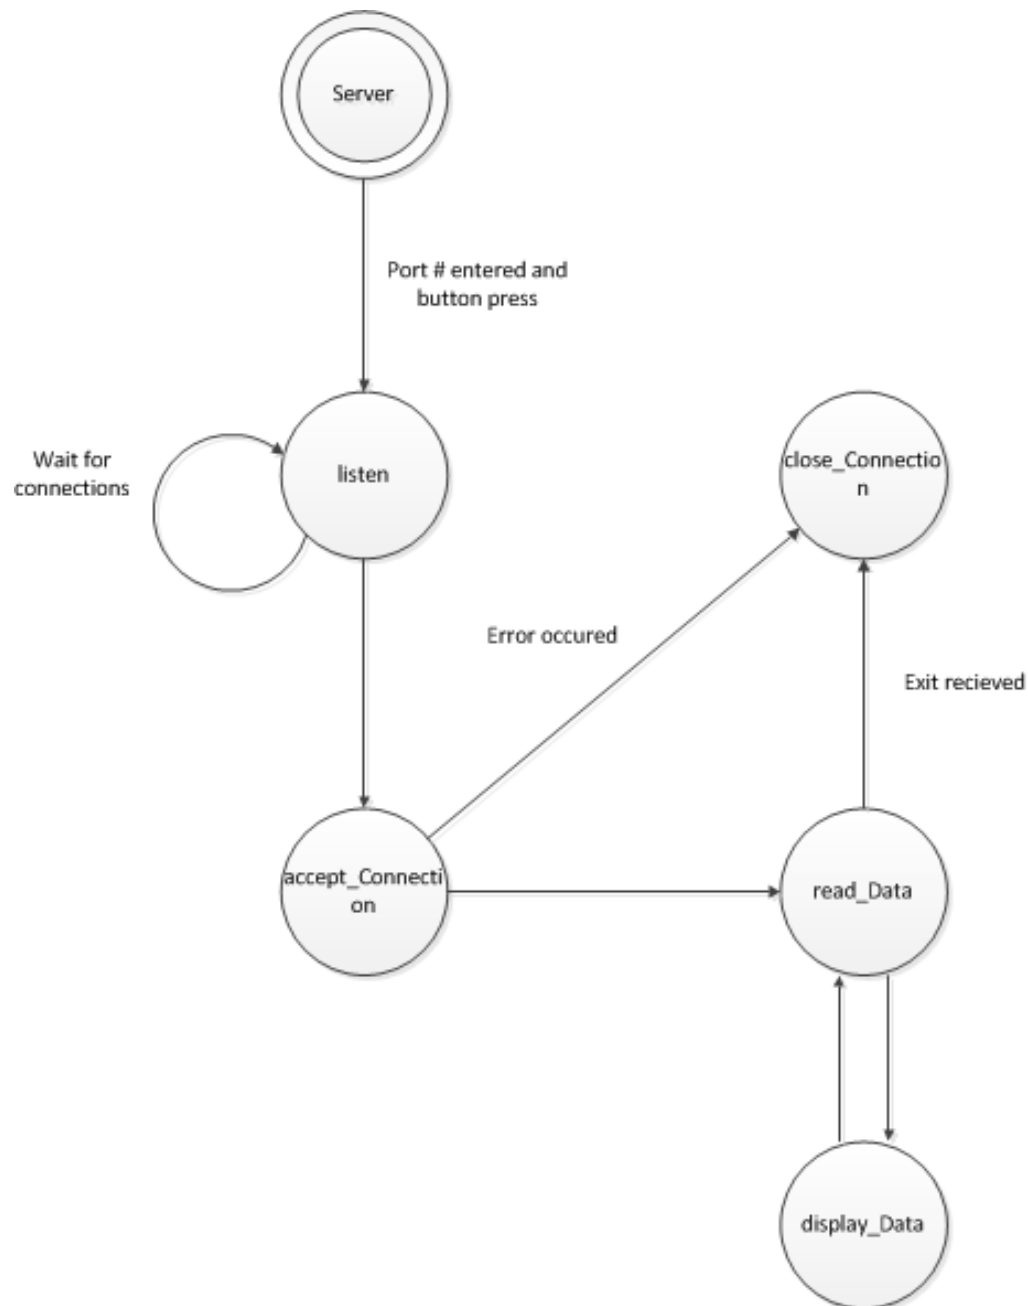 Server
Port # entered and
button press
Wait for
connections
listen
close_Connectio
n
Error occured
Exit recieved
accept_Connecti
on
read_Data
display_Data